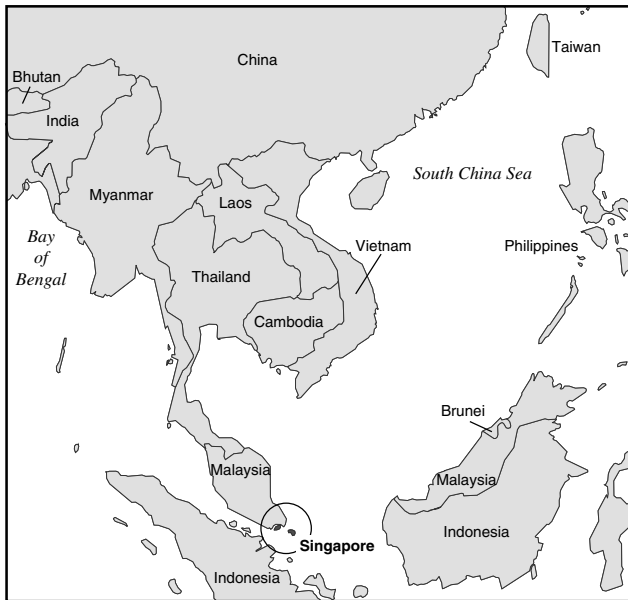 China
Taiwan
Bhutan
India
South China Sea
Myanmar
Laos
Bay
of
Bengal
Vietnam
Philippines
Thailand
Cambodia
Brunei
Malaysia
Malaysia
Indonesia
Singapore
Indonesia